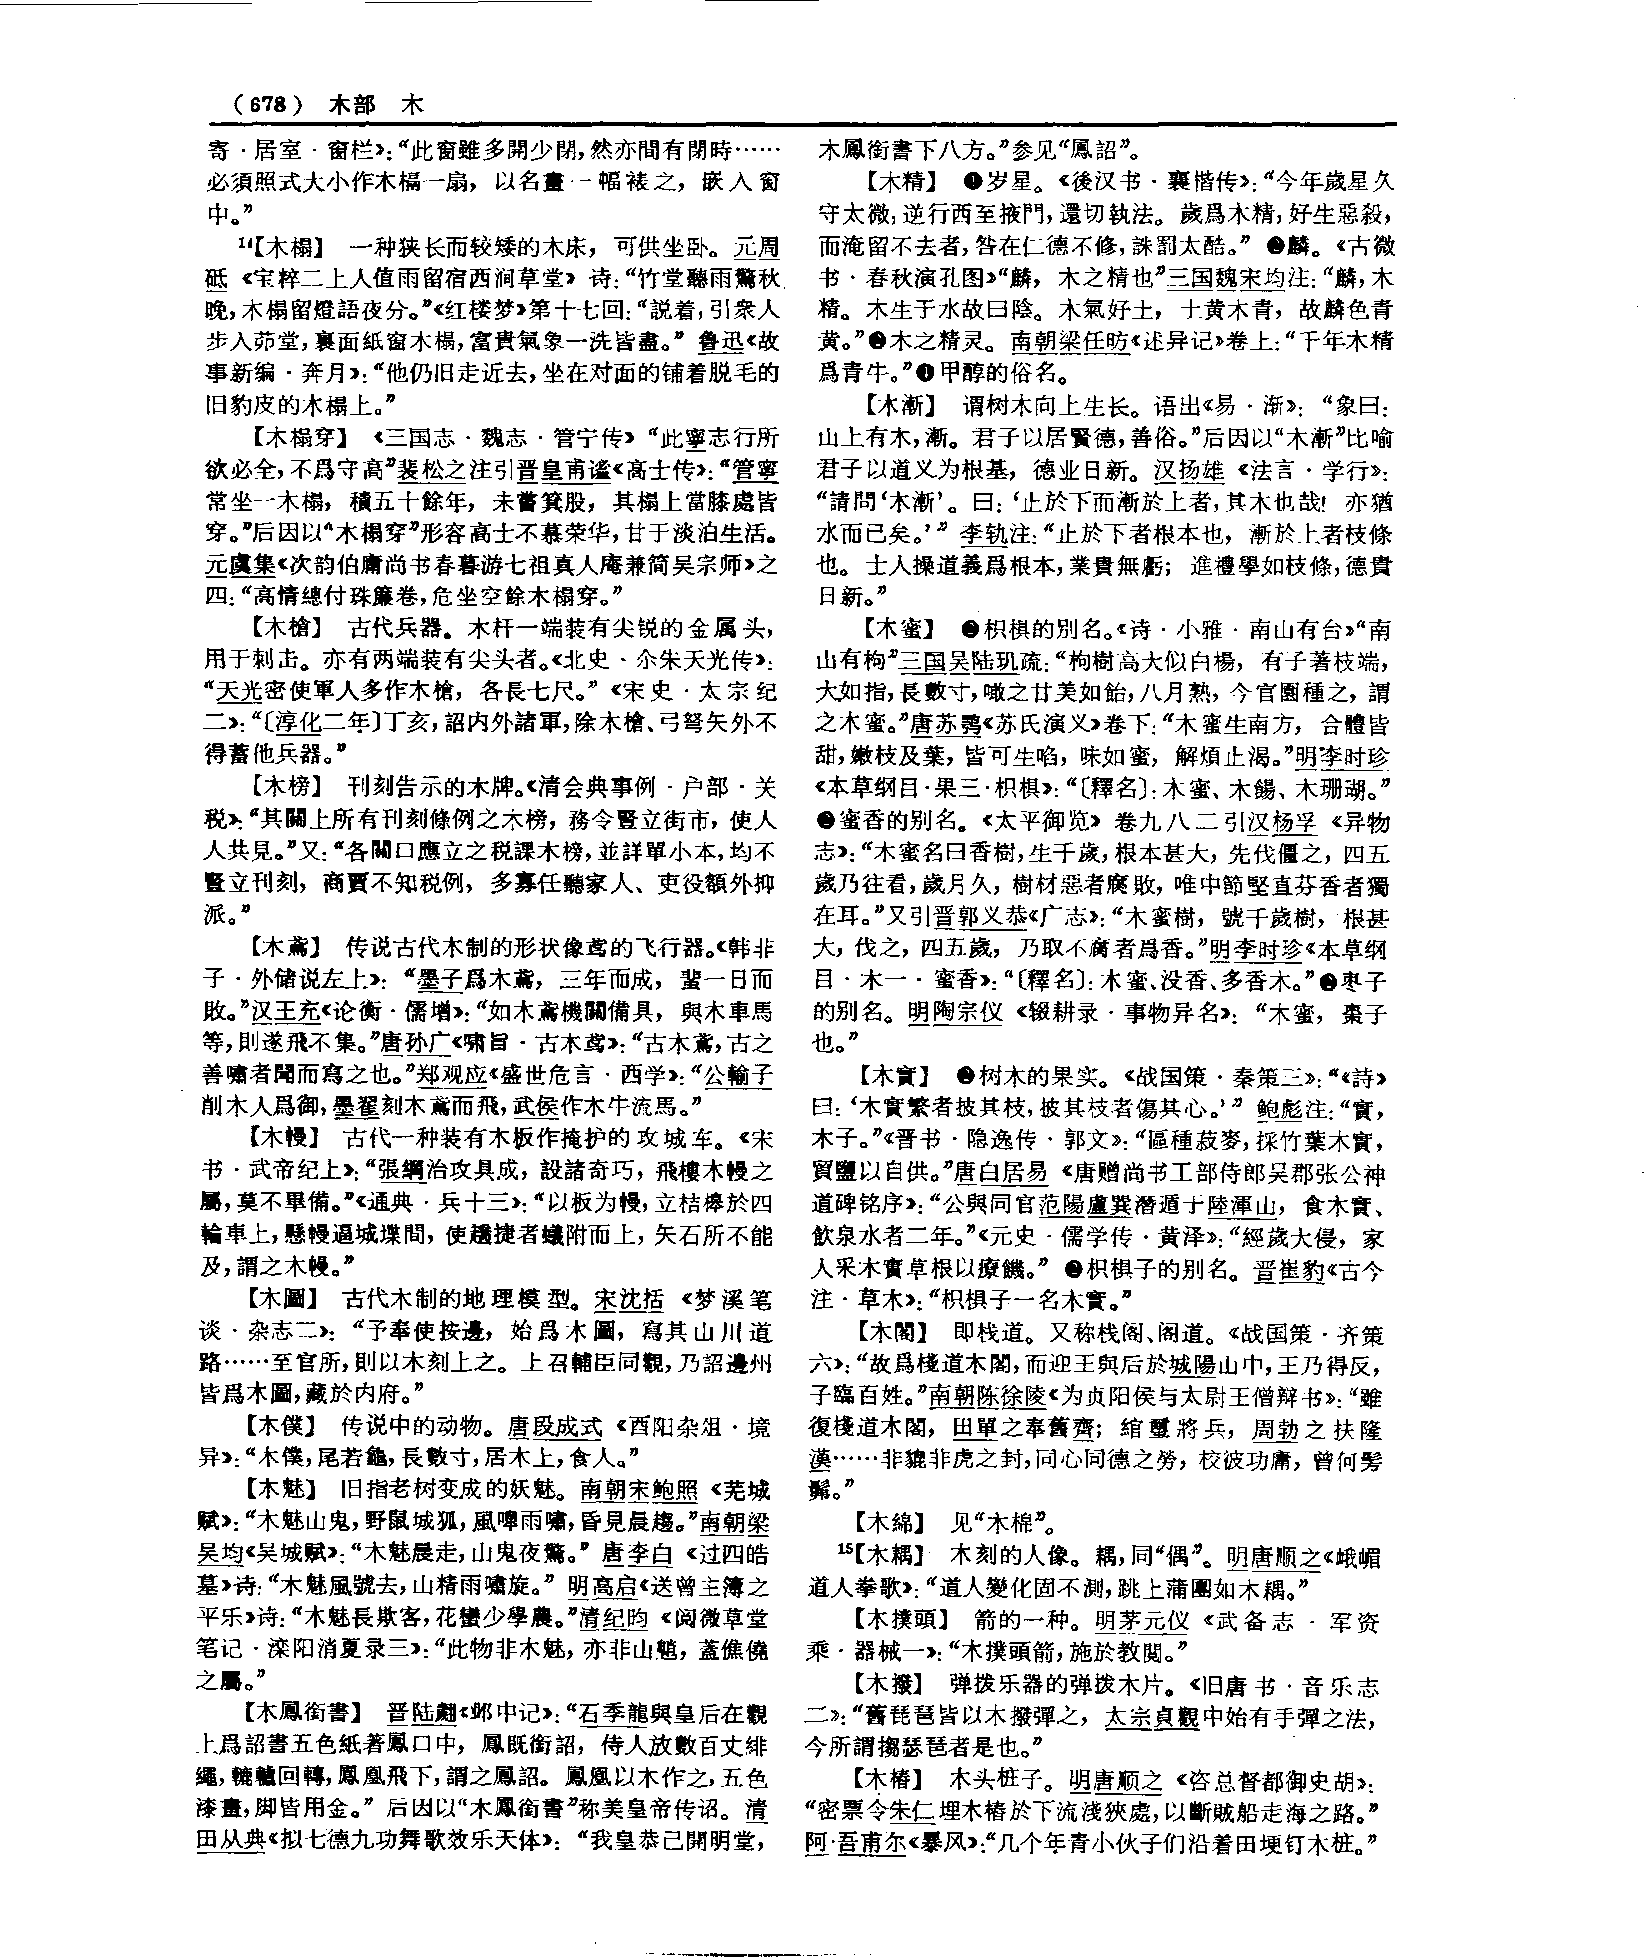 （678） 木部 木
寄·居室·窗栏》：“此窗雖多開少閉，然亦間有閉時……
必須照式大小作木槅一扇，以名畫一幅裱之，嵌入窗
中。”
¹⁴【木榻】 一种狭长而较矮的木床，可供坐卧。元周
砥《宝粹二上人值雨留宿西涧草堂》诗：“竹堂聽雨驚秋
晚，木榻留燈語夜分。”《红楼梦》第十七回：“説着，引衆人
步入茆堂，裏面紙窗木榻，富貴氣象一洗皆盡。”鲁迅《故
事新编·奔月》：“他仍旧走近去，坐在对面的铺着脱毛的
旧豹皮的木榻上。”
【木榻穿】 《三国志·魏志·管宁传》“此寧志行所
欲必全，不爲守高”裴松之注引晋皇甫谧《高士传》：“管寧
常坐一木榻，積五十餘年，未嘗箕股，其榻上當膝處皆
穿。”后因以“木榻穿”形容高士不慕荣华，甘于淡泊生活。
元虞集《次韵伯庸尚书春暮游七祖真人庵兼简吴宗师》之
四：“高情總付珠簾卷，危坐空餘木榻穿。”
【木槍】 古代兵器。木杆一端装有尖锐的金属头，
用于刺击。亦有两端装有尖头者。《北史·尒朱天光传》：
“天光密使軍人多作木槍，各長七尺。”《宋史·太宗纪
二》：“〔淳化二年〕丁亥，詔内外諸軍，除木槍、弓弩矢外不
得蓄他兵器。”
【木榜】 刊刻告示的木牌。《清会典事例·户部·关
税》：“其關上所有刊刻條例之木榜，務令豎立街市，使人
人共見。”又：“各關口應立之税課木榜，並詳單小本，均不
豎立刊刻，商賈不知税例，多寡任聽家人、吏役額外抑
派。”
【木鳶】 传说古代木制的形状像鸢的飞行器。《韩非
子·外储说左上》：“墨子爲木鳶，三年而成，蜚一日而
敗。”汉王充《论衡·儒增》：“如木鳶機關備具，與木車馬
等，則遂飛不集。”唐孙广《啸旨·古木鸢》：“古木鳶，古之
善嘯者聞而寫之也。”郑观应《盛世危言·西学》：“公輸子
削木人爲御，墨翟刻木鳶而飛，武侯作木牛流馬。”
【木幔】 古代一种装有木板作掩护的攻城车。《宋
书·武帝纪上》：“張綱治攻具成，設諸奇巧，飛樓木幔之
屬，莫不畢備。”《通典·兵十三》：“以板为幔，立桔槔於四
輪車上，懸幔逼城堞間，使趫捷者蟻附而上，矢石所不能
及，謂之木幔。”
【木圖】 古代木制的地理模型。宋沈括《梦溪笔
谈·杂志二》：“予奉使按邊，始爲木圖，寫其山川道
路……至官所，則以木刻上之。上召輔臣同觀，乃詔邊州
皆爲木圖，藏於内府。”
【木僕】 传说中的动物。唐段成式《酉阳杂俎·境
异》：“木僕，尾若龜，長數寸，居木上，食人。”
【木魅】 旧指老树变成的妖魅。南朝宋鲍照《芜城
赋》：“木魅山鬼，野鼠城狐，風嘷雨嘯，昏見晨趨。”南朝梁
吴均《吴城赋》：“木魅晨走，山鬼夜驚。”唐李白《过四皓
墓》诗：“木魅風號去，山精雨嘯旋。”明高启《送曾主簿之
平乐》诗：“木魅長欺客，花蠻少學農。”清纪昀《阅微草堂
笔记·滦阳消夏录三》：“此物非木魅，亦非山魈，蓋僬僥
之屬。”
【木鳳銜書】 晋陆翽《邺中记》：“石季龍與皇后在觀
上爲詔書五色紙著鳳口中，鳳既銜詔，侍人放數百丈緋
繩，轆轤回轉，鳳凰飛下，謂之鳳詔。鳳凰以木作之，五色
漆畫，脚皆用金。”后因以“木鳳銜書”称美皇帝传诏。清
田从典《拟七德九功舞歌效乐天体》：“我皇恭己開明堂，
木鳳銜書下八方。”参见“鳳詔”。
【木精】 ❶岁星。《後汉书·襄楷传》：“今年歲星久
守太微，逆行西至掖門，還切執法。歲爲木精，好生惡殺，
而淹留不去者，咎在仁德不修，誅罰太酷。”❷麟。《古微
书·春秋演孔图》“麟，木之精也”三国魏宋均注：“麟，木
精。木生于水故曰陰。木氣好土，土黄木青，故麟色青
黄。”❸木之精灵。南朝梁任昉《述异记》卷上：“千年木精
爲青牛。”❹甲醇的俗名。
【木漸】 谓树木向上生长。语出《易·渐》：“象曰：
山上有木，漸。君子以居賢德，善俗。”后因以“木漸”比喻
君子以道义为根基，德业日新。汉扬雄《法言·学行》：
“請問‘木漸’。曰：‘止於下而漸於上者，其木也哉！亦猶
水而已矣。’”李轨注：“止於下者根本也，漸於上者枝條
也。士人操道義爲根本，業貴無虧；進禮學如枝條，德貴
日新。”
【木蜜】 ❶枳椇的别名。《诗·小雅·南山有台》“南
山有枸”三国吴陆玑疏：“枸樹高大似白楊，有子著枝端，
大如指，長數寸，噉之甘美如飴，八月熟，今官園種之，謂
之木蜜。”唐苏鹗《苏氏演义》卷下：“木蜜生南方，合體皆
甜，嫩枝及葉，皆可生啗，味如蜜，解煩止渴。”明李时珍
《本草纲目·果三·枳椇》：“〔釋名〕：木蜜、木餳、木珊瑚。”
❷蜜香的别名。《太平御览》卷九八二引汉杨孚《异物
志》：“木蜜名曰香樹，生千歲，根本甚大，先伐僵之，四五
歲乃往看，歲月久，樹材惡者腐敗，唯中節堅直芬香者獨
在耳。”又引晋郭义恭《广志》：“木蜜樹，號千歲樹，根甚
大，伐之，四五歲，乃取不腐者爲香。”明李时珍《本草纲
目·木一·蜜香》：“〔釋名〕：木蜜、没香、多香木。”❸枣子
的别名。明陶宗仪《辍耕录·事物异名》：“木蜜，棗子
也。”
【木實】 ❶树木的果实。《战国策·秦策三》：“《詩》
曰：‘木實繁者披其枝，披其枝者傷其心。’”鲍彪注：“實，
木子。”《晋书·隐逸传·郭文》：“區種菽麥，採竹葉木實，
貿鹽以自供。”唐白居易《唐赠尚书工部侍郎吴郡张公神
道碑铭序》：“公與同官范陽盧巽潛遁于陸渾山，食木實、
飲泉水者二年。”《元史·儒学传·黄泽》：“經歲大侵，家
人采木實草根以療饑。”❷枳椇子的别名。晋崔豹《古今
注·草木》：“枳椇子一名木實。”
【木閣】 即栈道。又称栈阁、阁道。《战国策·齐策
六》：“故爲棧道木閣，而迎王與后於城陽山中，王乃得反，
子臨百姓。”南朝陈徐陵《为贞阳侯与太尉王僧辩书》：“雖
復棧道木閣，田單之奉舊齊；綰璽將兵，周勃之扶隆
漢……非貔非虎之封，同心同德之勞，校彼功庸，曾何髣
髴。”
【木綿】 见“木棉”。
¹⁵【木耦】 木刻的人像。耦，同“偶”。明唐顺之《峨嵋
道人拳歌》：“道人變化固不測，跳上蒲團如木耦。”
【木撲頭】 箭的一种。明茅元仪《武备志·军资
乘·器械一》：“木撲頭箭，施於教閲。”
【木撥】 弹拨乐器的弹拨木片。《旧唐书·音乐志
二》：“舊琵琶皆以木撥彈之，太宗貞觀中始有手彈之法，
今所謂搊瑟琶者是也。”
【木樁】 木头桩子。明唐顺之《咨总督都御史胡》：
“密票令朱仁埋木樁於下流淺狹處，以斷賊船走海之路。”
阿·吾甫尔《暴风》：“几个年青小伙子们沿着田埂钉木桩。”